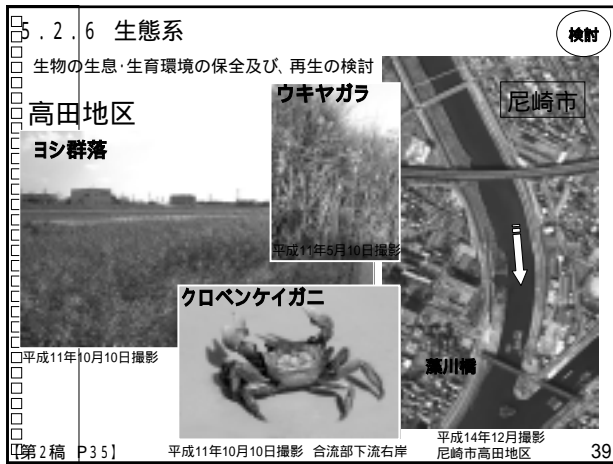 5.2.6 生態系
検討
生物の生息・生育環境の保全及び、再生の検討
高田地区
ヨシ群落
ウキヤガラ
尼崎市
平成11年5月10日撮影
クロベンケイガニ
平成11年10月10日撮影
藻川橋
平成11年10月10日撮影 合流部下流右岸
平成14年12月撮影
尼崎市高田地区
【第2稿 P35】
39